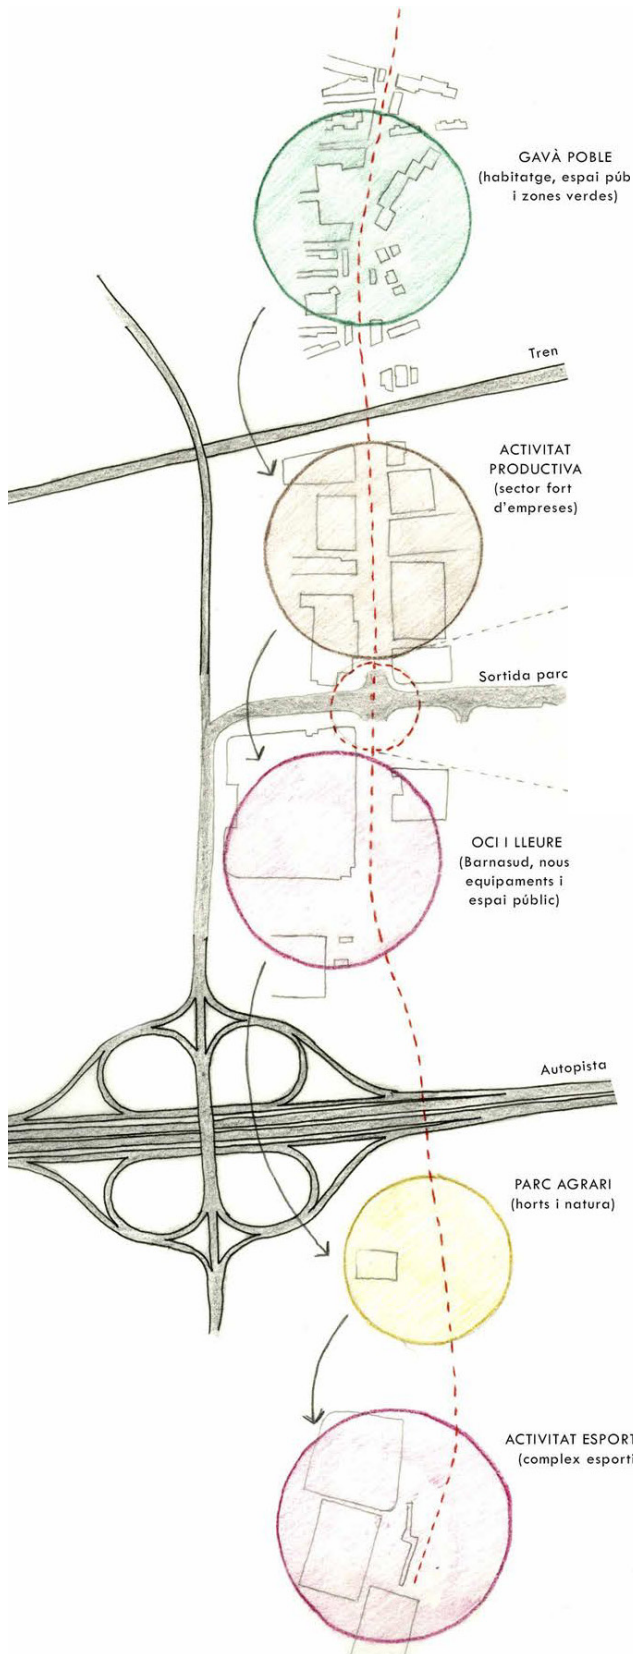 GAVÀ POBLE
(habitatge, espai púb
i zones verdes)
Tren
ACTIVITAT
PRODUCTIVA
(sector fort
d'empreses)
Sortida parc
OCI I LLEURE
(Barnasud, nous
equipaments i
espai públic)
Autopista
PARC AGRARI
(horts i natura)
ACTIVITAT ESPORT
(complex esporti